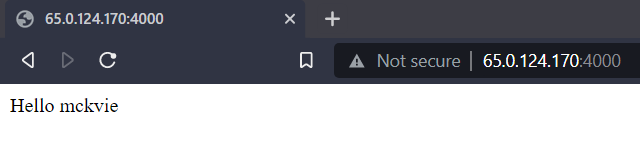 65.0.124.170:4000
Not secure | 65.0.124.170:4000
Hello mckvie